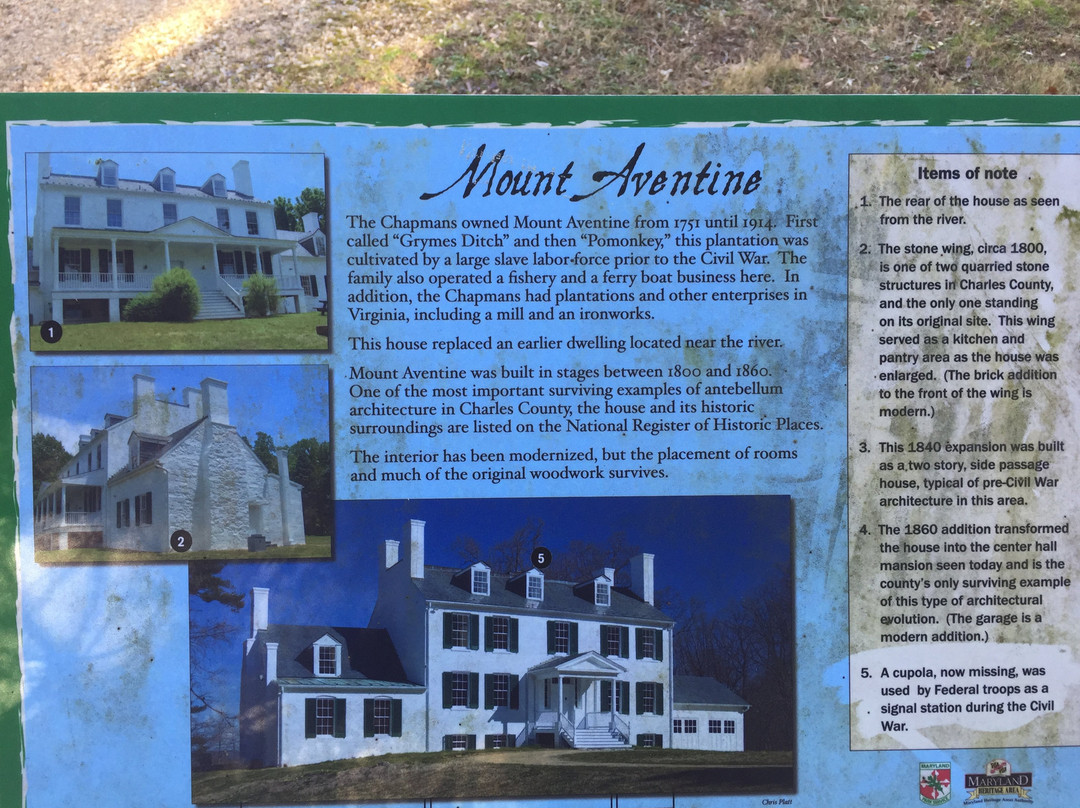 Mount Aventine
The Chapmans owned Mount Aventine from 1751 until 1914. First
called “Grymes Ditch” and then “Pomonkey,” this plantation was
cultivated by a large slave labor force prior to the Civil War. The
family also operated a fishery and a ferry boat business here. In
addition, the Chapmans had plantations and other enterprises in
Virginia, including a mill and an ironworks.
This house replaced an earlier dwelling located near the river.
Mount Aventine was built in stages between 1800 and 1860.
One of the most important surviving examples of antebellum
architecture in Charles County, the house and its historic
surroundings are listed on the National Register of Historic Places.
The interior has been modernized, but the placement of rooms
and much of the original woodwork survives.
1
2
5
Chris Platt
Items of note
1. The rear of the house as seen
from the river.
2. The stone wing, circa 1800,
is one of two quarried stone
structures in Charles County,
and the only one standing
on its original site. This wing
served as a kitchen and
pantry area as the house was
enlarged. (The brick addition
to the front of the wing is
modern.)
3. This 1840 expansion was built
as a two story, side passage
house, typical of pre-Civil War
architecture in this area.
4. The 1860 addition transformed
the house into the center hall
mansion seen today and is the
county's only surviving example
of this type of architectural
evolution. (The garage is a
modern addition.)
5. A cupola, now missing, was
used by Federal troops as a
signal station during the Civil
War.
MARYLAND
MARYLAND
HERITAGE AREA